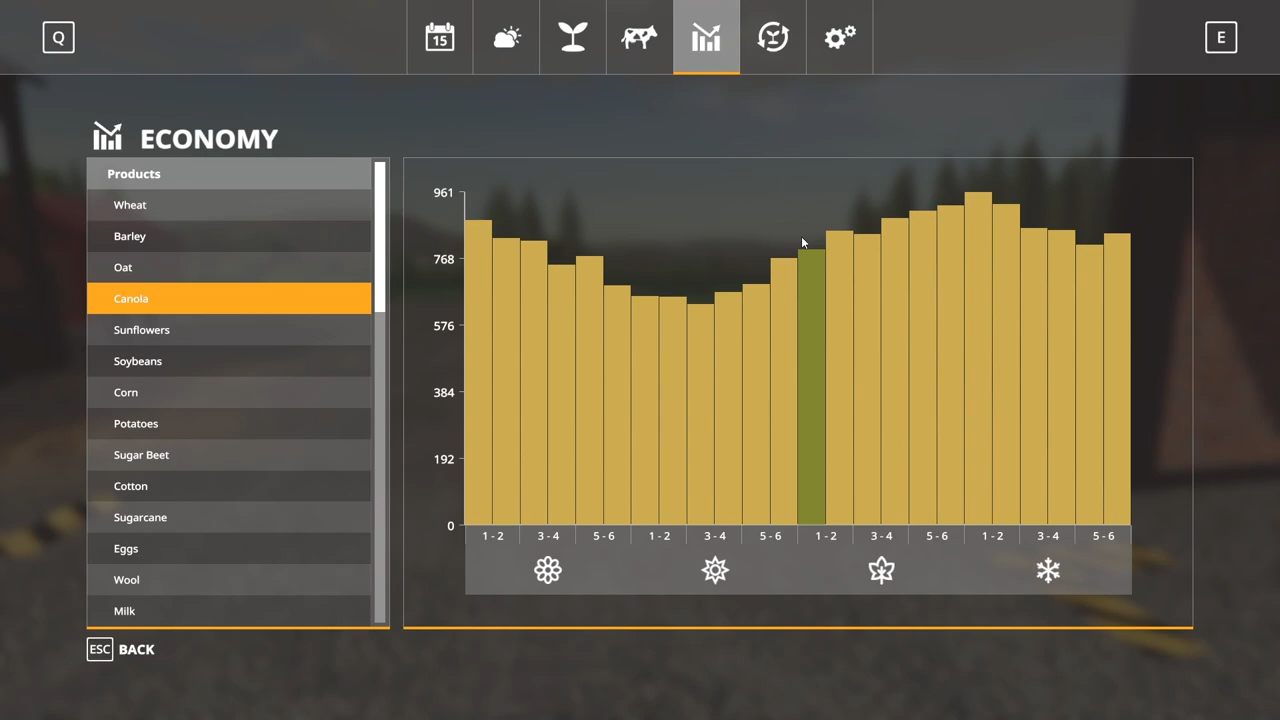 Q
15
E
ECONOMY
Products
Wheat
Barley
Oat
Canola
Sunflowers
Soybeans
Corn
Potatoes
Sugar Beet
Cotton
Sugarcane
Eggs
Wool
Milk
961
768
576
384
192
0
1 - 2 3 - 4 5 - 6 1 - 2 3 - 4 5 - 6 1 - 2 3 - 4 5 - 6 1 - 2 3 - 4 5 - 6
ESC BACK